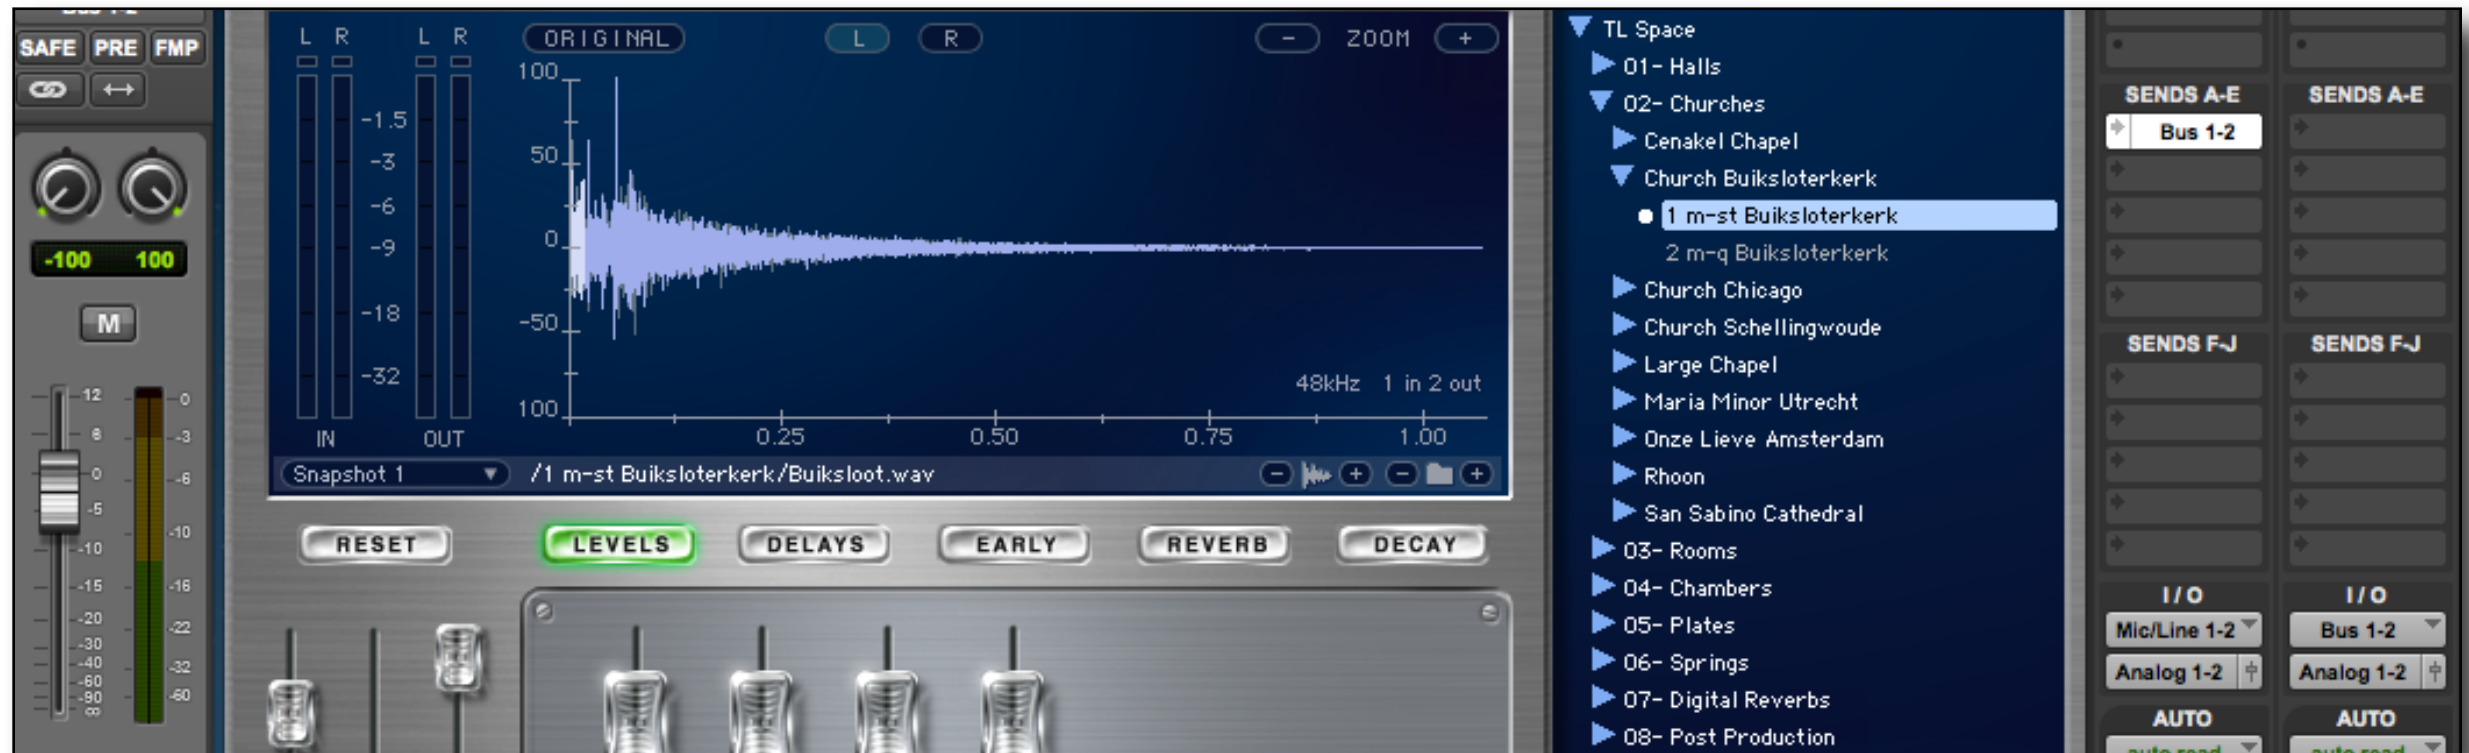 Bus 1-2
SAFE PRE FMP
-100 100
M
12
6
0
-5
-10
-15
-20
-30
-40
-60
-90
∞
0
-3
-6
-10
-16
-22
-32
-60
L R L R
-1.5
-3
-6
-9
-18
-32
IN OUT
ORIGINAL L R - ZOOM +
100
50
0
-50
100
48kHz 1 in 2 out
0.25 0.50 0.75 1.00
Snapshot 1 /1 m-st Buiksloterkerk/Buiksloot.wav - + - +
RESET LEVELS DELAYS EARLY REVERB DECAY
TL Space
01- Halls
02- Churches
Cenakel Chapel
Church Buiksloterkerk
1 m-st Buiksloterkerk
2 m-q Buiksloterkerk
Church Chicago
Church Schellingwoude
Large Chapel
Maria Minor Utrecht
Onze Lieve Amsterdam
Rhoon
San Sabino Cathedral
03- Rooms
04- Chambers
05- Plates
06- Springs
07- Digital Reverbs
08- Post Production
SENDS A-E SENDS A-E
Bus 1-2
SENDS F-J SENDS F-J
I/O I/O
Mic/Line 1-2 Bus 1-2
Analog 1-2 Analog 1-2
AUTO AUTO
auto read auto read